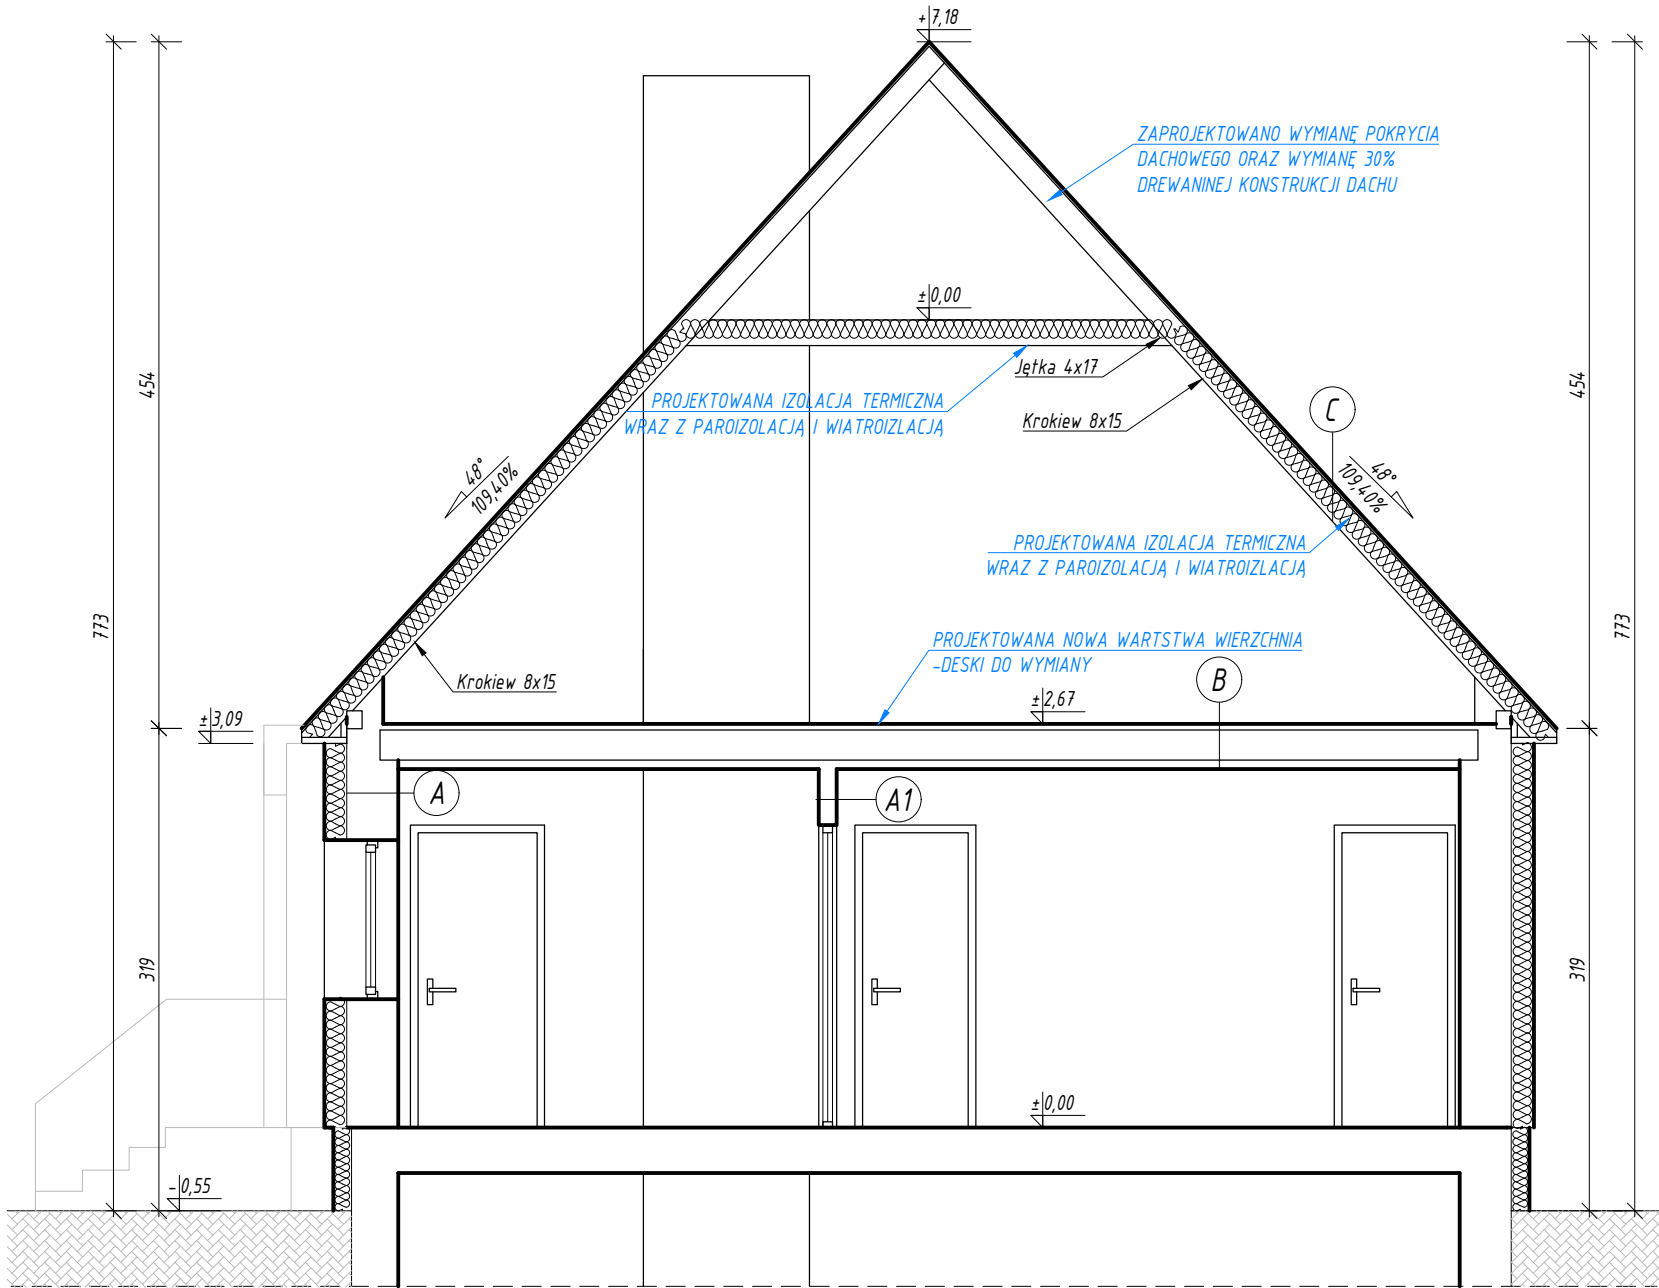 +7,18
ZAPROJEKTOWANO WYMIANĘ POKRYCIA
DACHOWEGO ORAZ WYMIANĘ 30%
DREWANINEJ KONSTRUKCJI DACHU
±0,00
Jętka 4x17
454
454
PROJEKTOWANA IZOLACJA TERMICZNA
WRAZ Z PAROIZOLACJĄ I WIATROIZLACJĄ
Krokiew 8x15
C
48°
109,40%
48°
109,40%
PROJEKTOWANA IZOLACJA TERMICZNA
WRAZ Z PAROIZOLACJĄ I WIATROIZLACJĄ
773
773
PROJEKTOWANA NOWA WARTSTWA WIERZCHNIA
-DESKI DO WYMIANY
Krokiew 8x15
B
±3,09
±2,67
A
A1
319
319
±0,00
-0,55